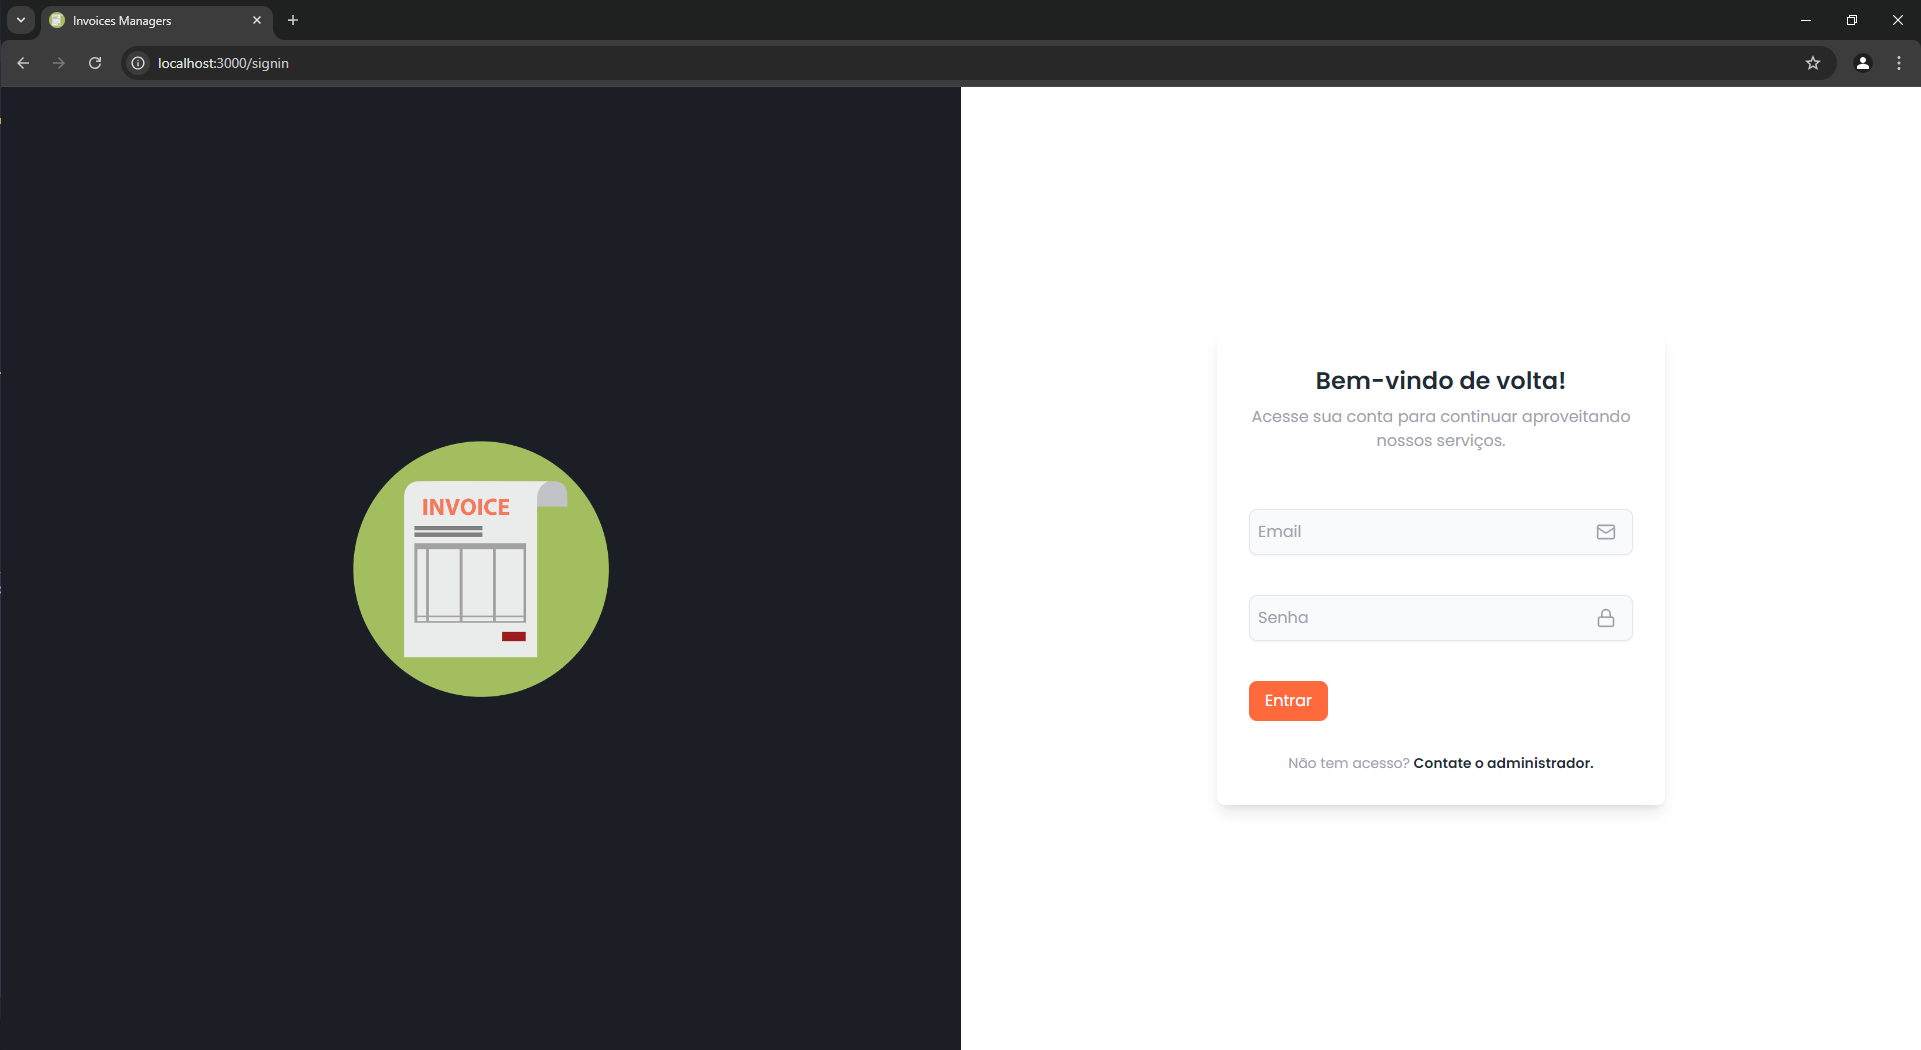 Invoices Managers
localhost:3000/signin
INVOICE
Bem-vindo de volta!
Acesse sua conta para continuar aproveitando
nossos serviços.
Email
Senha
Entrar
Não tem acesso? Contate o administrador.